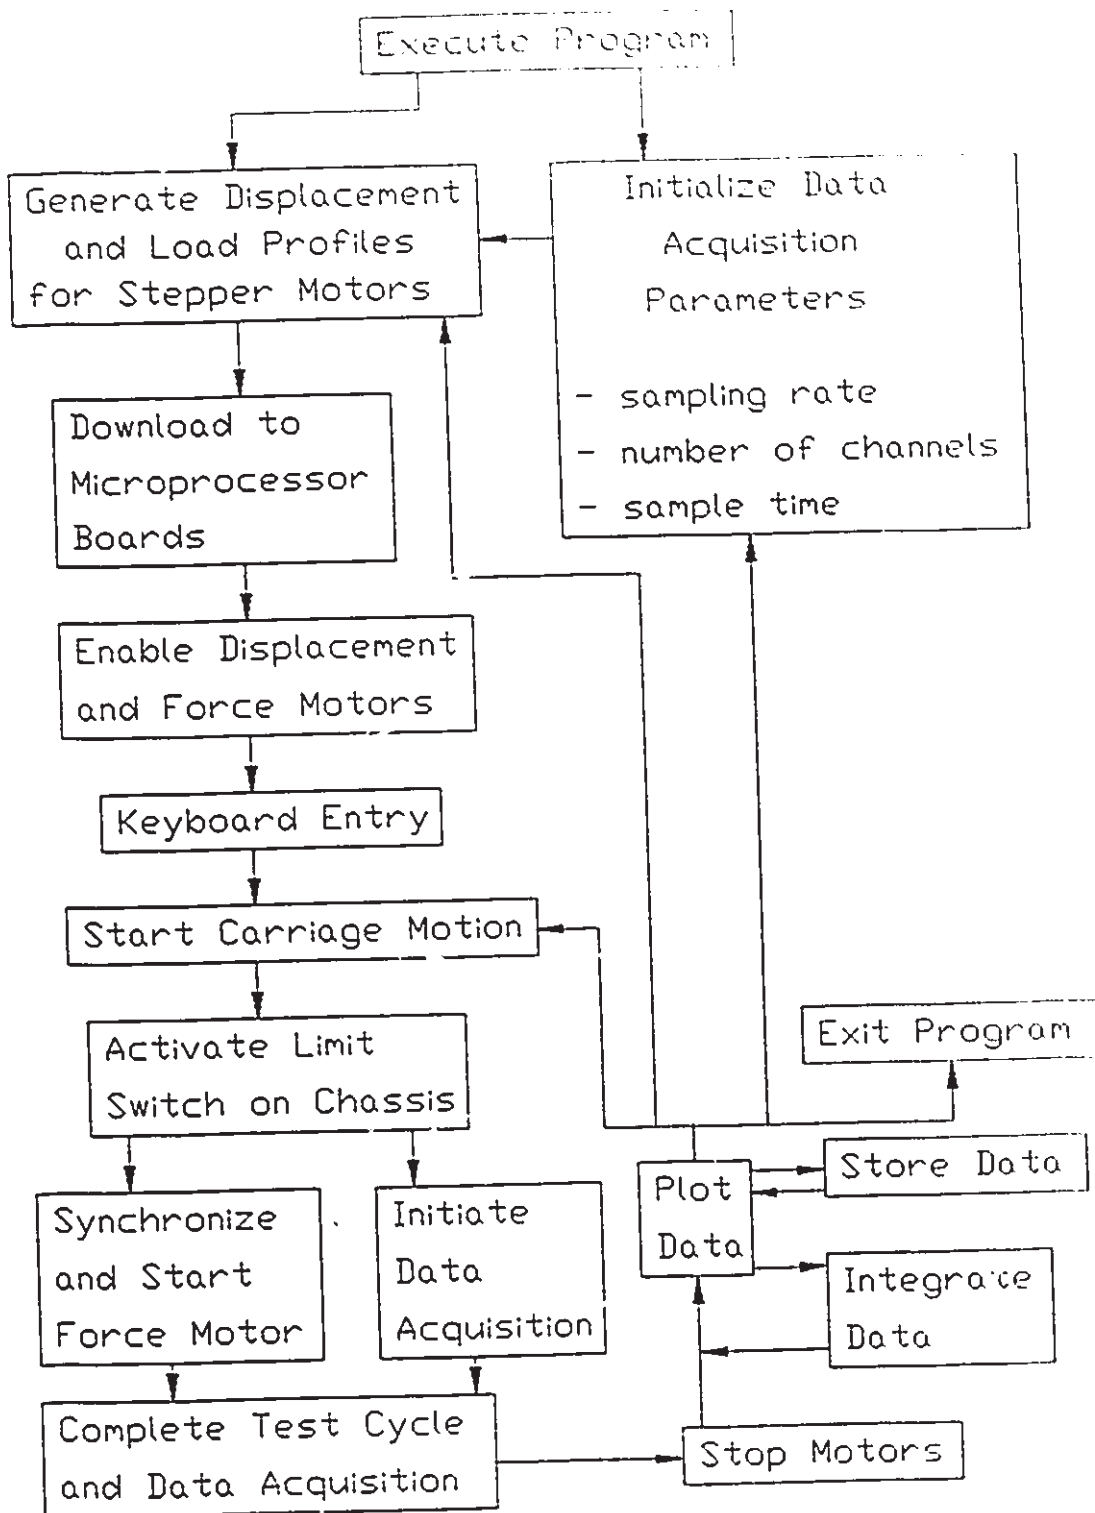 Execute Program
Generate Displacement
and Load Profiles
for Stepper Motors
Initialize Data
Acquisition
Parameters
- sampling rate
- number of channels
- sample time
Download to
Microprocessor
Boards
Enable Displacement
and Force Motors
Keyboard Entry
Start Carriage Motion
Activate Limit
Switch on Chassis
Exit Program
Synchronize
and Start
Force Motor
Initiate
Data
Acquisition
Plot
Data
Store Data
Integrate
Data
Complete Test Cycle
and Data Acquisition
Stop Motors